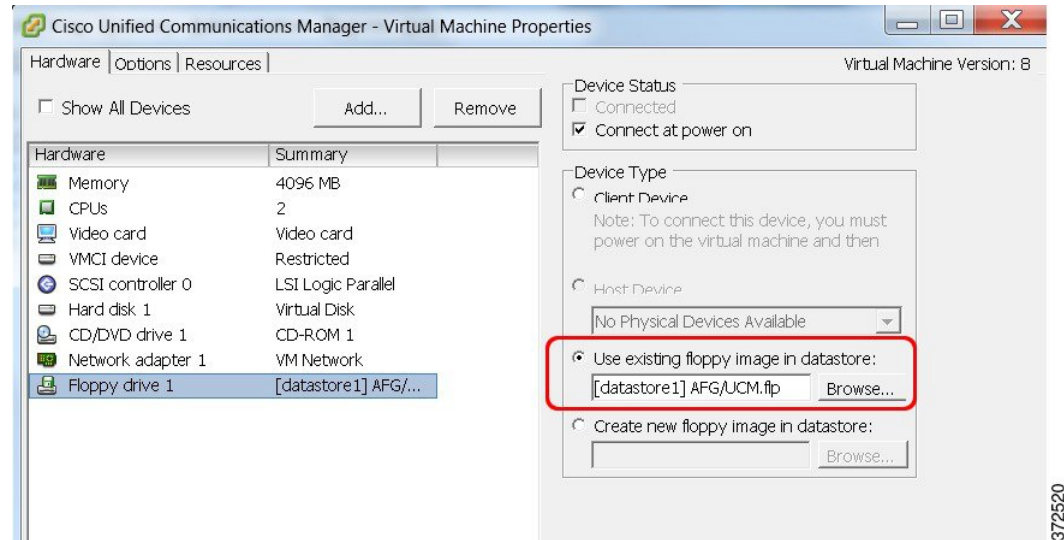 Cisco Unified Communications Manager - Virtual Machine Properties
Hardware Options Resources
Virtual Machine Version: 8
Show All Devices
Add...
Remove
Hardware Summary
Memory 4096 MB
CPUs 2
Video card Video card
VMCI device Restricted
SCSI controller 0 LSI Logic Parallel
Hard disk 1 Virtual Disk
CD/DVD drive 1 CD-ROM 1
Network adapter 1 VM Network
Floppy drive 1 [datastore1] AFG/...
Device Status
Connected
Connect at power on
Device Type
Client Device
Note: To connect this device, you must
power on the virtual machine and then
Host Device
No Physical Devices Available
Use existing floppy image in datastore:
[datastore1] AFG/UCM.flp Browse...
Create new floppy image in datastore:
Browse...
372520